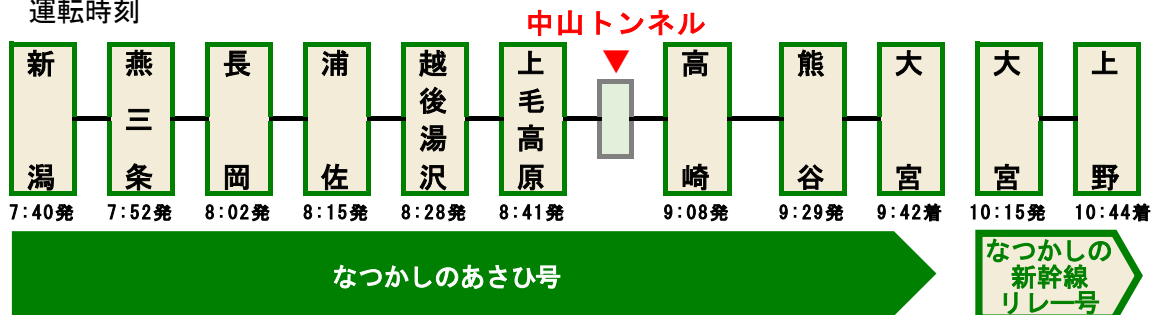 運転時刻
中山トンネル
新潟
燕三条
長岡
浦佐
越後湯沢
上毛高原
高崎
熊谷
大宮
大宮
上野
7:40発 7:52発 8:02発 8:15発 8:28発 8:41発 9:08発 9:29発 9:42着 10:15発 10:44着
なつかしのあさひ号
なつかしの
新幹線
リレー号